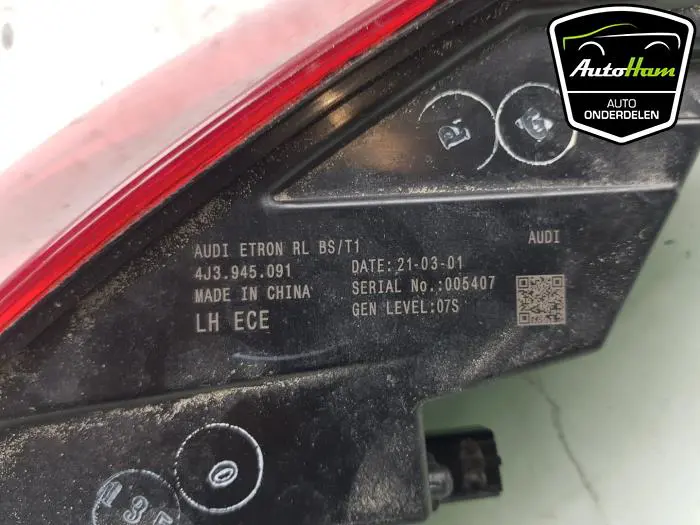 AutoHam
AUTO
ONDERDELEN
AUDI ETRON RL BS/T1
4J3.945.091
MADE IN CHINA
LH ECE
DATE:21-03-01
SERIAL No.:005407
GEN LEVEL:07S
AUDI
0